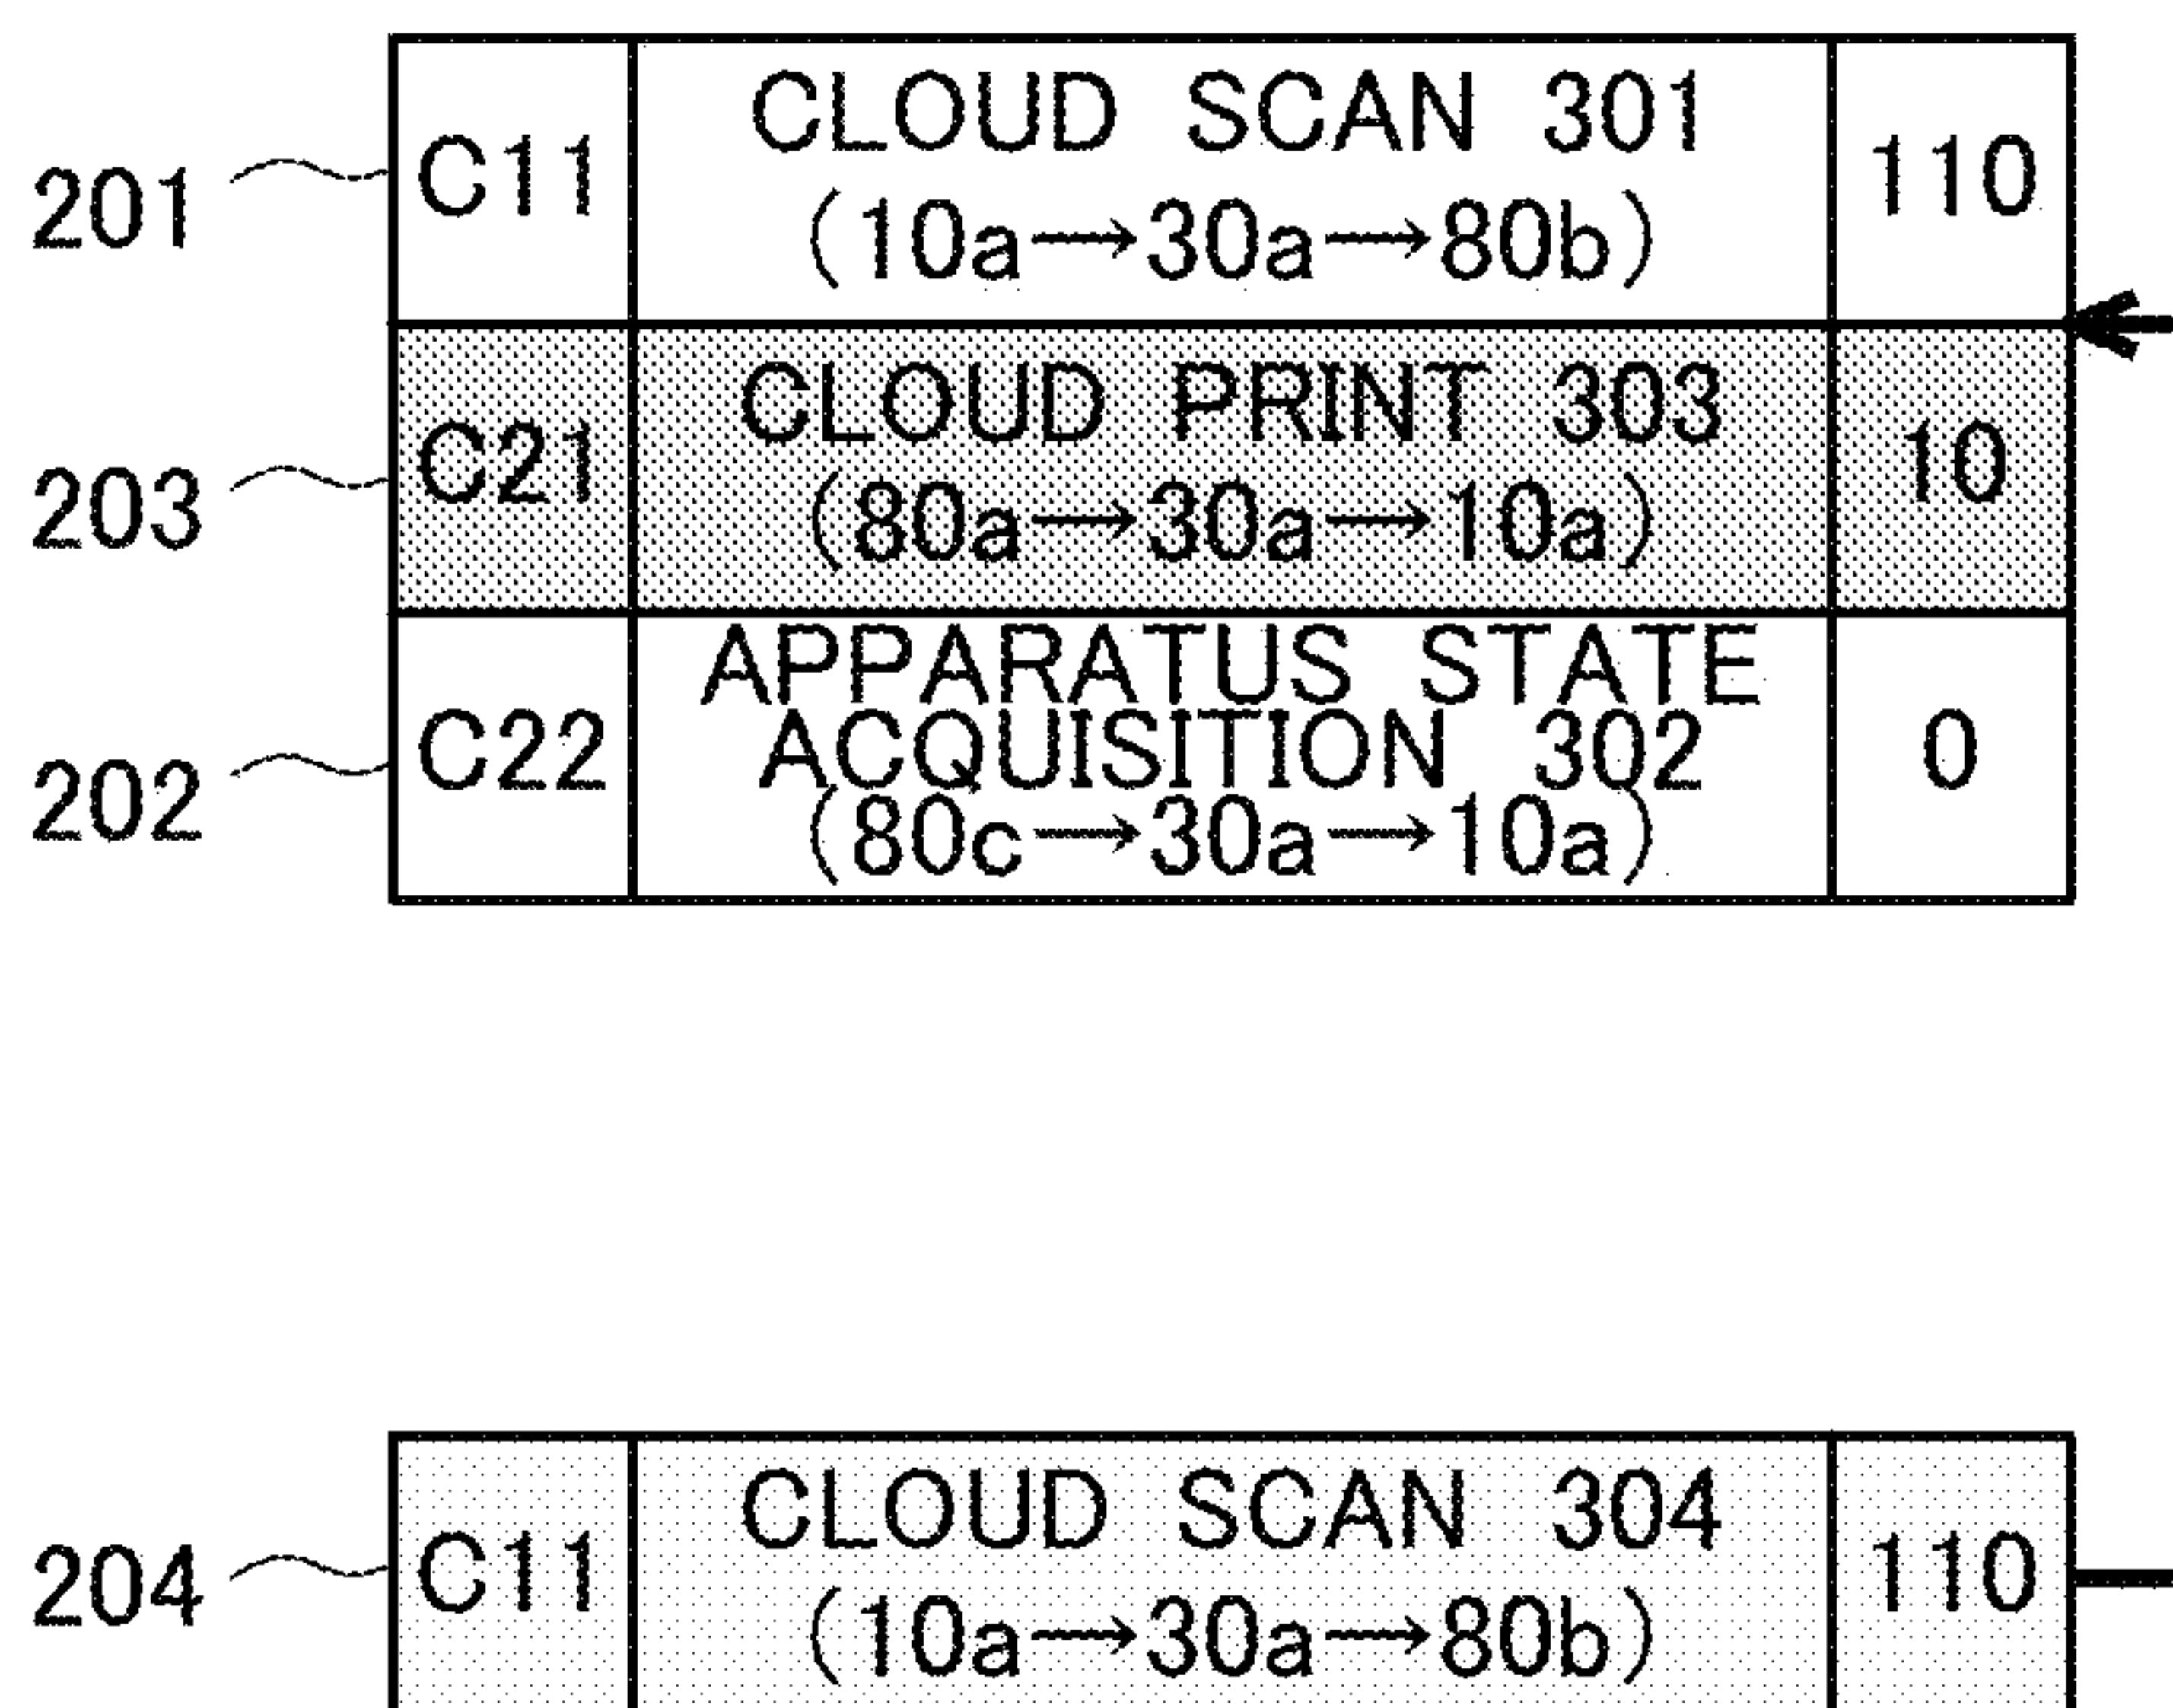 201 C11 CLOUD SCAN 301 110
(10a→30a→80b)
203 C21 CLOUD PRINT 303 10
(80a→30a→10a)
APPARATUS STATE
202 C22 ACQUISITION 302 0
(80c→30a→10a)
204 C11 CLOUD SCAN 304 110
(10a→30a→80b)